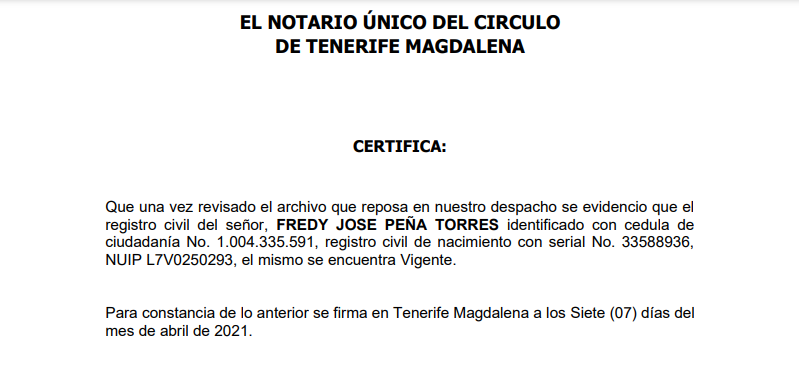 EL NOTARIO ÚNICO DEL CIRCULO
DE TENERIFE MAGDALENA
CERTIFICA:
Que una vez revisado el archivo que reposa en nuestro despacho se evidencio que el
registro civil del señor, FREDY JOSE PEÑA TORRES identificado con cedula de
ciudadanía No. 1.004.335.591, registro civil de nacimiento con serial No. 33588936,
NUIP L7V0250293, el mismo se encuentra Vigente.
Para constancia de lo anterior se firma en Tenerife Magdalena a los Siete (07) días del
mes de abril de 2021.